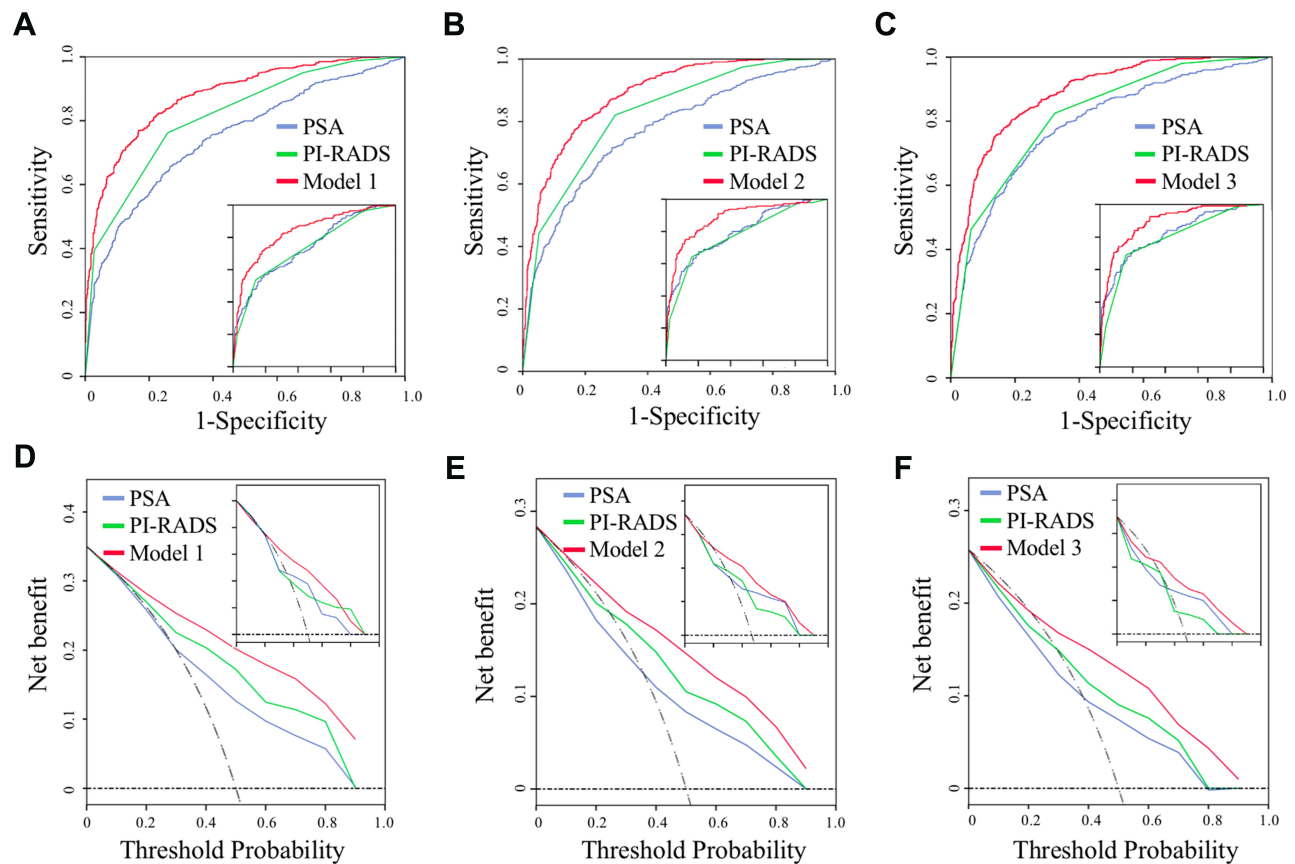 A
1.0
0.8
0.6
0.4
0.2
0
Sensitivity
PSA
PI-RADS
Model 1
0 0.2 0.4 0.6 0.8 1.0
1-Specificity
B
1.0
0.8
0.6
0.4
0.2
0
Sensitivity
PSA
PI-RADS
Model 2
0 0.2 0.4 0.6 0.8 1.0
1-Specificity
C
1.0
0.8
0.6
0.4
0.2
0
Sensitivity
PSA
PI-RADS
Model 3
0 0.2 0.4 0.6 0.8 1.0
1-Specificity
D
0.4
0.3
0.2
0.1
0
Net benefit
PSA
PI-RADS
Model 1
0 0.2 0.4 0.6 0.8 1.0
Threshold Probability
E
0.3
0.2
0.1
0
Net benefit
PSA
PI-RADS
Model 2
0 0.2 0.4 0.6 0.8 1.0
Threshold Probability
F
0.3
0.2
0.1
0
Net benefit
PSA
PI-RADS
Model 3
0 0.2 0.4 0.6 0.8 1.0
Threshold Probability